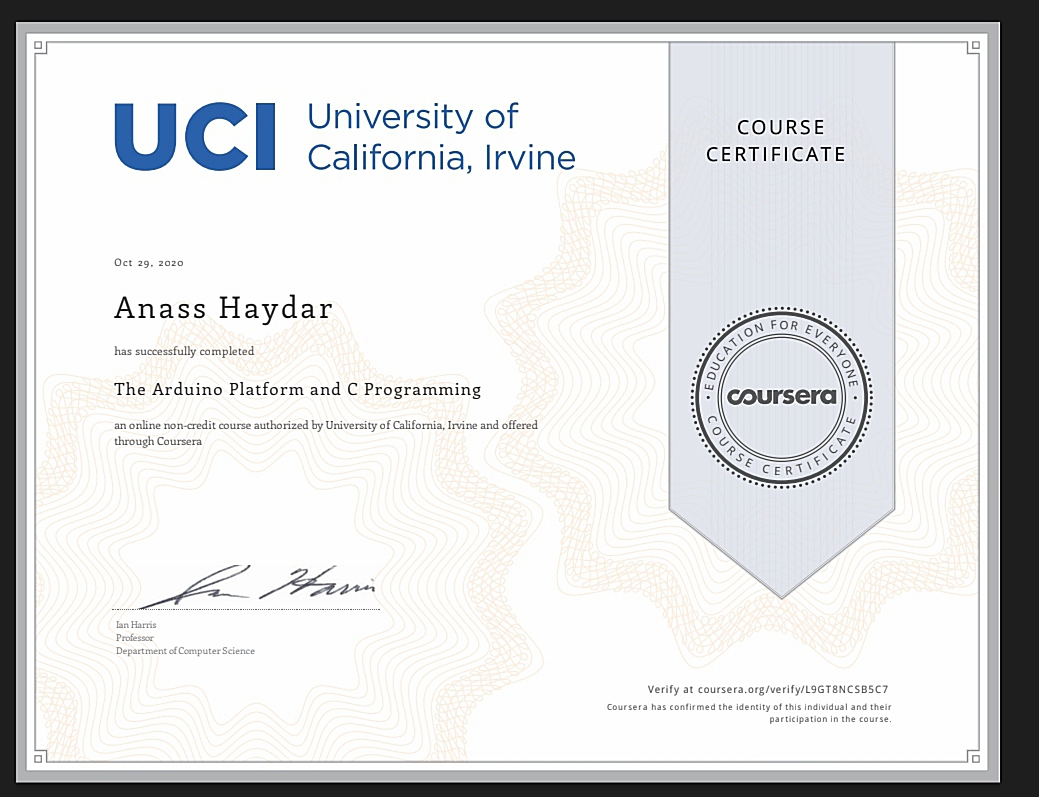 UCI University of
California, Irvine
COURSE
CERTIFICATE
Oct 29, 2020
Anass Haydar
has successfully completed
The Arduino Platform and C Programming
an online non-credit course authorized by University of California, Irvine and offered
through Coursera
EDUCATION FOR EVERYONE
coursera
COURSE CERTIFICATE
Ian Harris
Ian Harris
Professor
Department of Computer Science
Verify at coursera.org/verify/L9GT8NCSB5C7
Coursera has confirmed the identity of this individual and their
participation in the course.